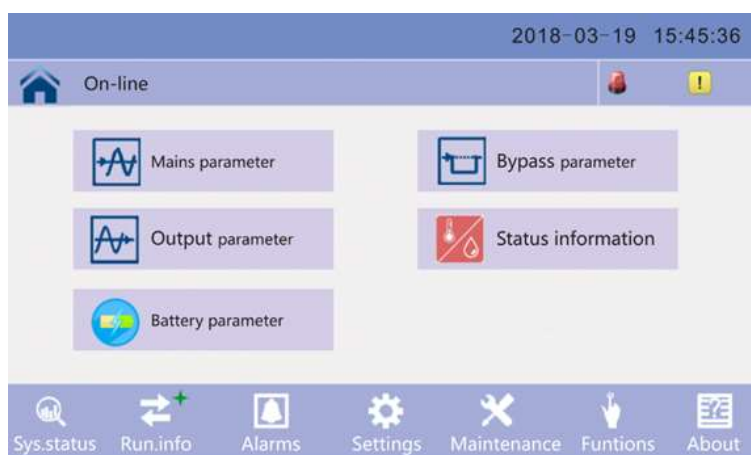 2018-03-19 15:45:36
On-line
!
Mains parameter
Bypass parameter
Output parameter
Status information
Battery parameter
Sys.status Run.info Alarms Settings Maintenance Funtions About